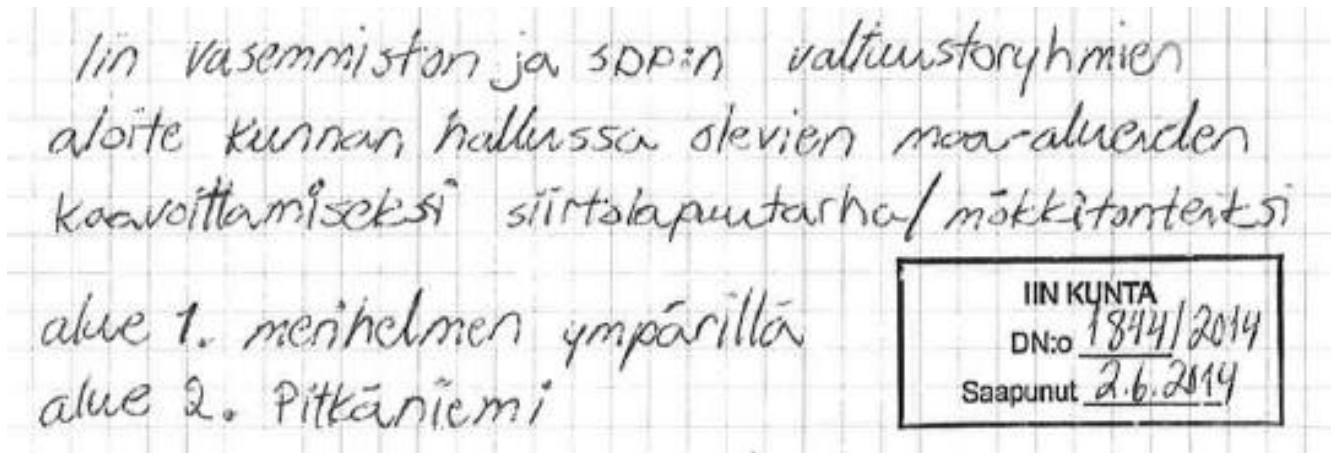 Iin vasemmiston ja SDP:n valtuustoryhmien
aloite kunnan hallussa olevien maa-alueiden
kaavoittamiseksi siirtolapuutarha/mökkitonteiksi
alue 1. merihelmen ympärillä
alue 2. Pitkäniemi
IIN KUNTA
DN:o 1844/2014
Saapunut 2.6.2014